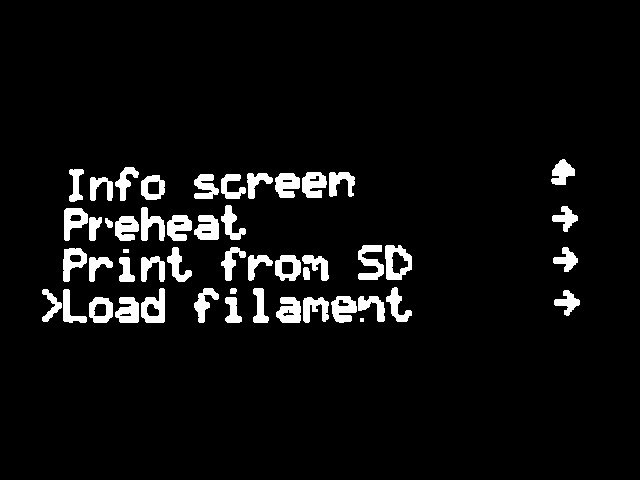 Info screen ↑
Preheat →
Print from SD →
>Load filament →